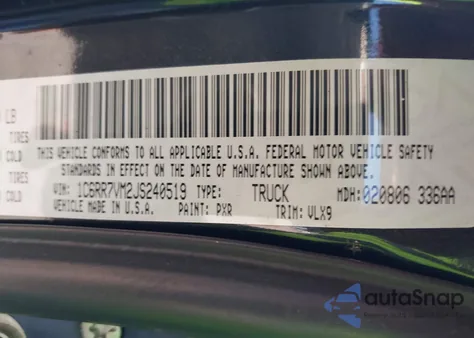 LB
TIRES
COLD
TIRES
COLD
THIS VEHICLE CONFORMS TO ALL APPLICABLE U.S.A. FEDERAL MOTOR VEHICLE SAFETY
STANDARDS IN EFFECT ON THE DATE OF MANUFACTURE SHOWN ABOVE.
VIN: 1C6RR7VM2JS240519 TYPE: TRUCK MDH: 020806 336AA
VEHICLE MADE IN U.S.A. PAINT: PXR TRIM: VLX9
autoSnap